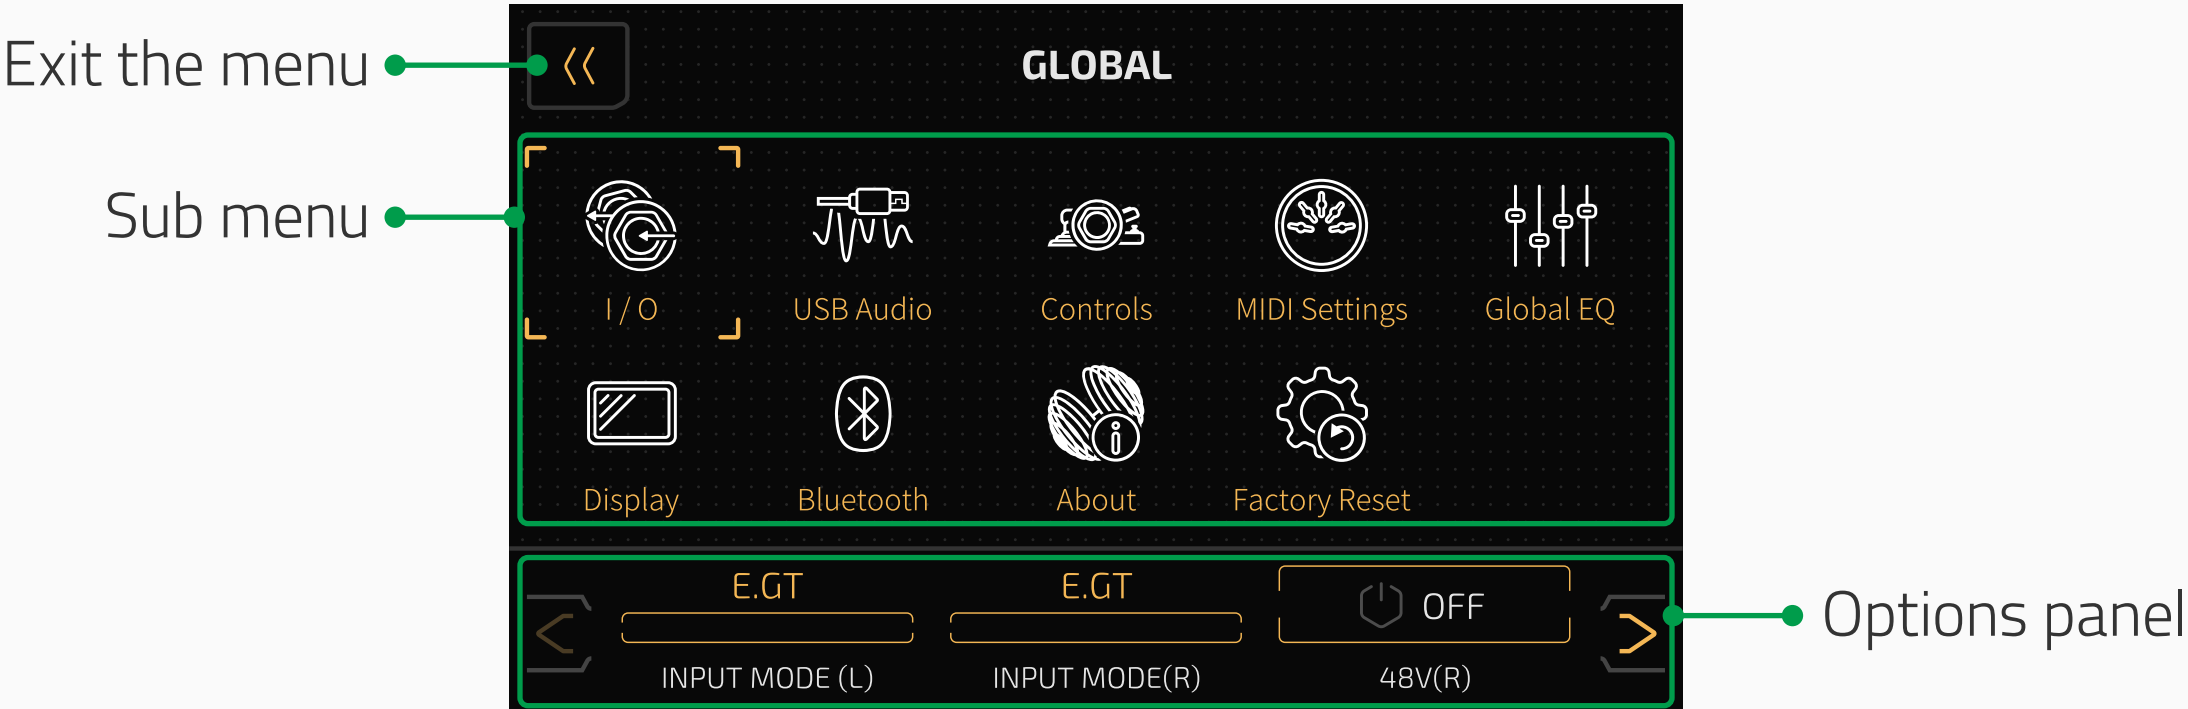 Exit the menu
GLOBAL
Sub menu
I / O
USB Audio
Controls
MIDI Settings
Global EQ
Display
Bluetooth
About
Factory Reset
E.GT
E.GT
OFF
Options panel
INPUT MODE (L)
INPUT MODE(R)
48V(R)